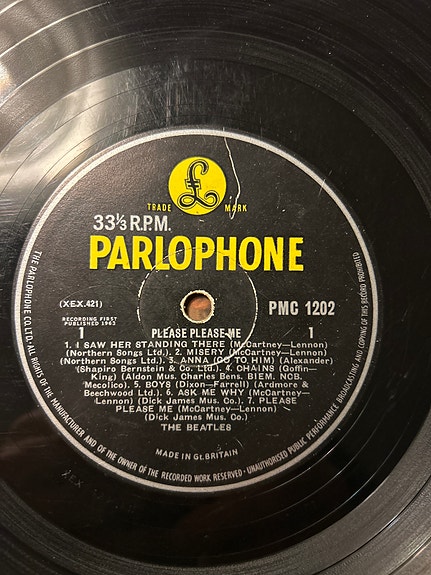 £
TRADE MARK
33⅓ R.P.M.
PARLOPHONE
(XEX.421)
PMC 1202
RECORDING FIRST
PUBLISHED 1963
1
PLEASE PLEASE ME
1
1. I SAW HER STANDING THERE (McCartney—Lennon)
(Northern Songs Ltd.) 2. MISERY (McCartney—Lennon)
(Northern Songs Ltd.) 3. ANNA (GO TO HIM) (Alexander)
(Shapiro Bernstein & Co. Ltd.) 4. CHAINS (Goffin-
King) (Aldon Mus. Charles Bens. BIEM. NCB.
Mecolico) 5. BOYS (Dixon—Farrell) (Ardmore &
Beechwood Ltd.) 6. ASK ME WHY (McCartney—
Lennon) (Dick James Mus. Co.) 7. PLEASE
PLEASE ME (McCartney—Lennon)
(Dick James Mus. Co.)
THE BEATLES
MADE IN Gt. BRITAIN
THE PARLOPHONE CO. LTD. ALL RIGHTS OF THE MANUFACTURER AND OF THE OWNER OF THE RECORDED WORK RESERVED · UNAUTHORISED PUBLIC PERFORMANCE BROADCASTING AND COPYING OF THIS RECORD PROHIBITED
XEX